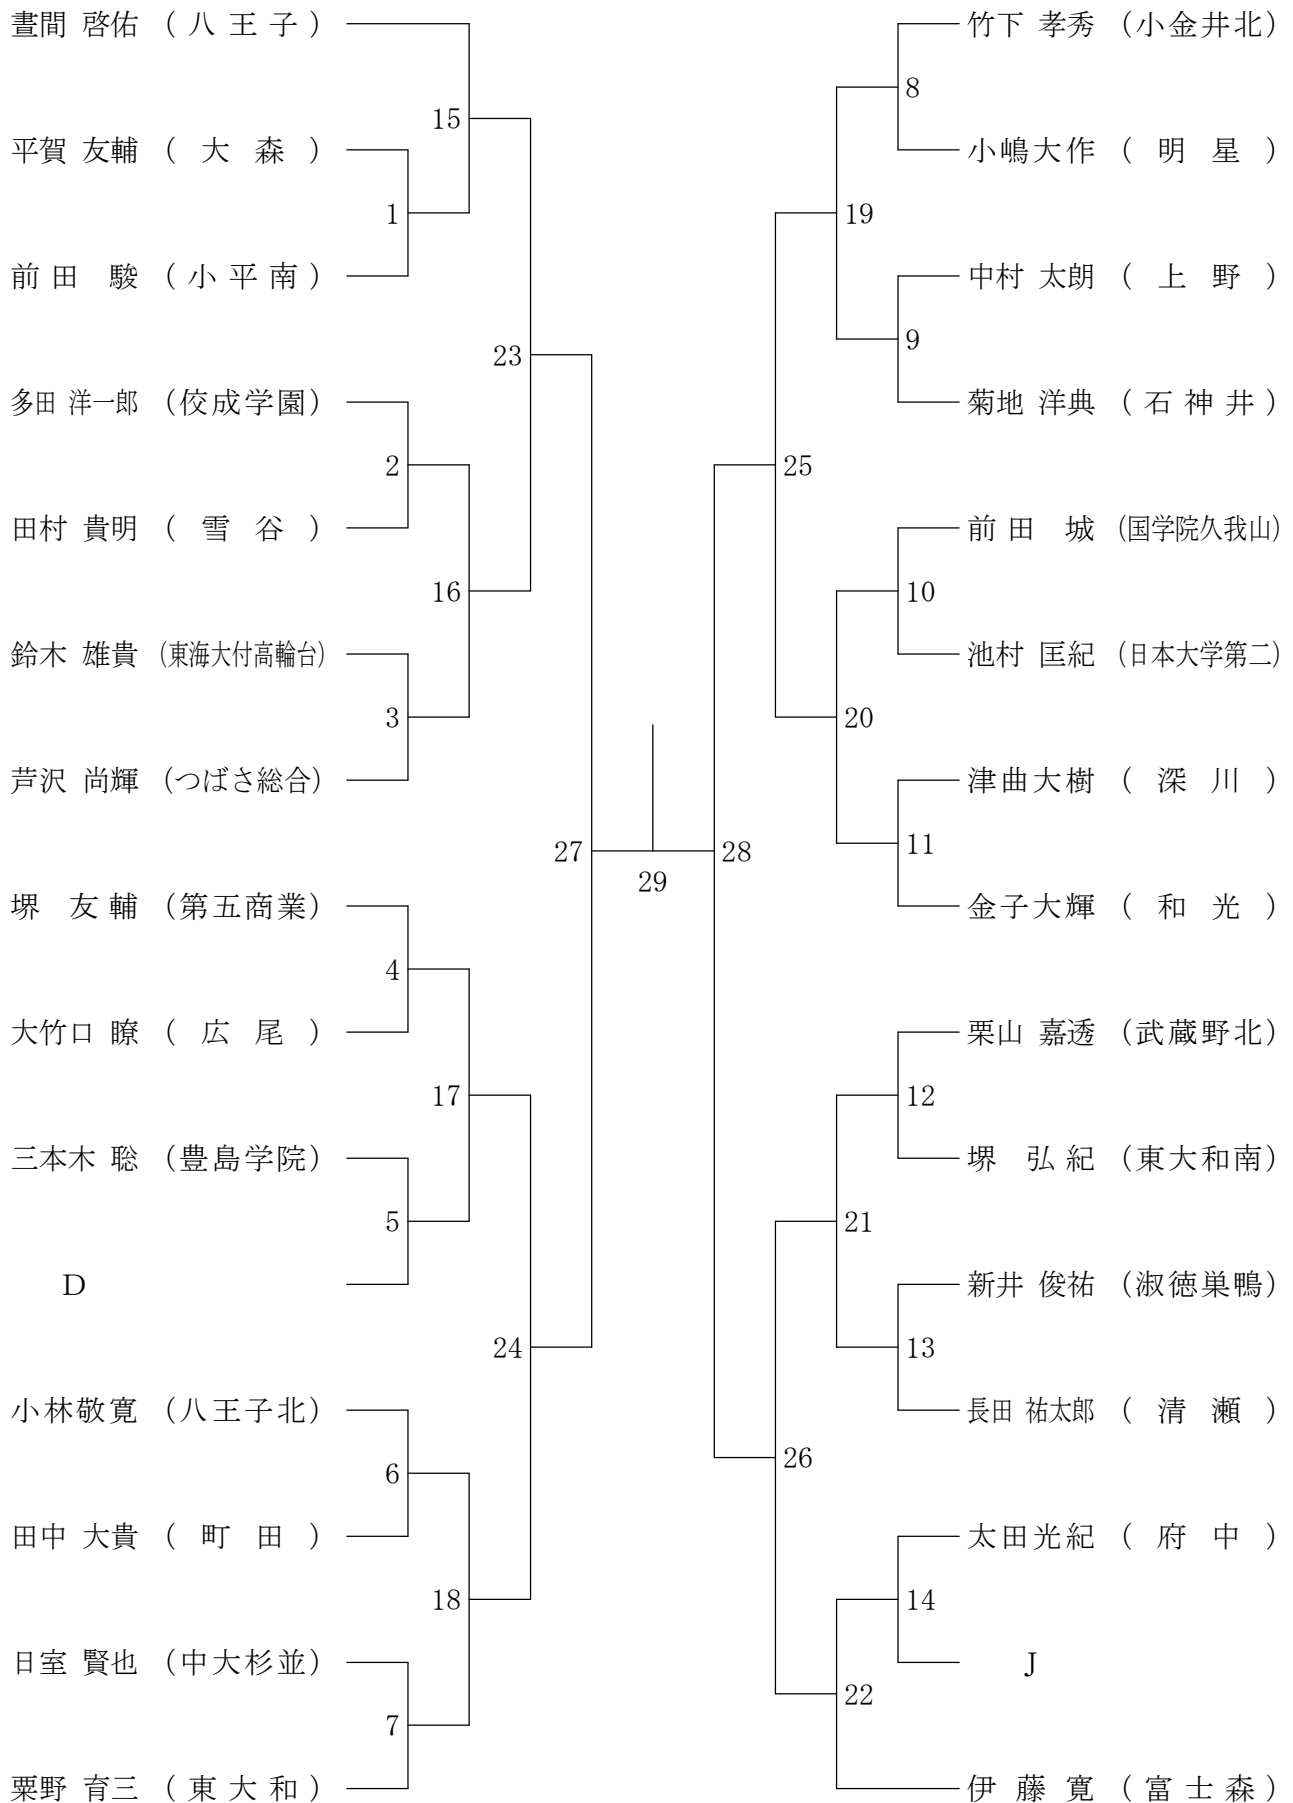 晝間 啓佑 （ 八 王 子 ）
15
平賀 友輔 （ 大 森 ）
1
前 田 駿 （ 小 平 南 ）
23
多田 洋一郎 （佼成学園）
2
田村 貴明 （ 雪 谷 ）
16
鈴木 雄貴 （東海大付高輪台）
3
芦沢 尚輝 （つばさ総合）
27
堺 友 輔 （第五商業）
4
大竹口 瞭 （ 広 尾 ）
17
三本木 聡 （豊島学院）
5
D
24
小林敬寛 （八王子北）
6
田中 大貴 （ 町 田 ）
18
日室 賢也 （中大杉並）
7
粟野 育三 （ 東 大 和 ）
29
竹下 孝秀 （小金井北）
8
小嶋大作 （ 明 星 ）
19
中村 太朗 （ 上 野 ）
9
菊地 洋典 （ 石 神 井 ）
25
前 田 城 （国学院久我山）
10
池村 匡紀 （日本大学第二）
20
津曲大樹 （ 深 川 ）
11
28
金子大輝 （ 和 光 ）
栗山 嘉透 （武蔵野北）
12
堺 弘 紀 （東大和南）
21
新井 俊祐 （淑徳巣鴨）
13
長田 祐太郎 （ 清 瀬 ）
26
太田光紀 （ 府 中 ）
14
J
22
伊 藤 寛 （ 富 士 森 ）